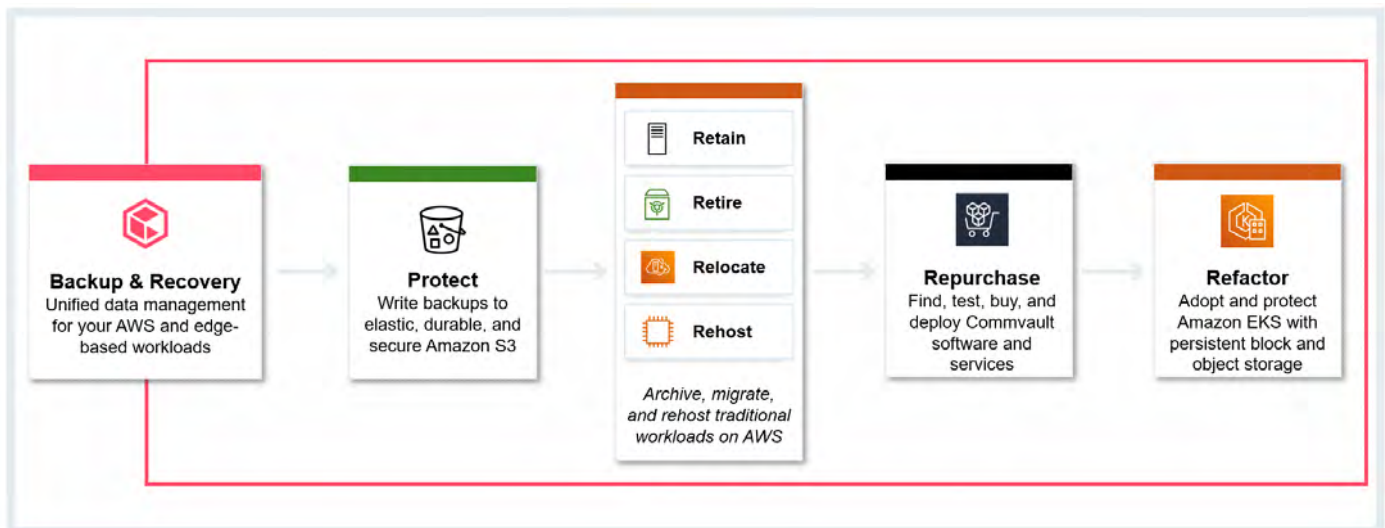 Backup & Recovery
Unified data management
for your AWS and edge-
based workloads
Protect
Write backups to
elastic, durable, and
secure Amazon S3
Retain
Retire
Relocate
Rehost
Archive, migrate,
and rehost traditional
workloads on AWS
Repurchase
Find, test, buy, and
deploy Commvault
software and
services
Refactor
Adopt and protect
Amazon EKS with
persistent block and
object storage